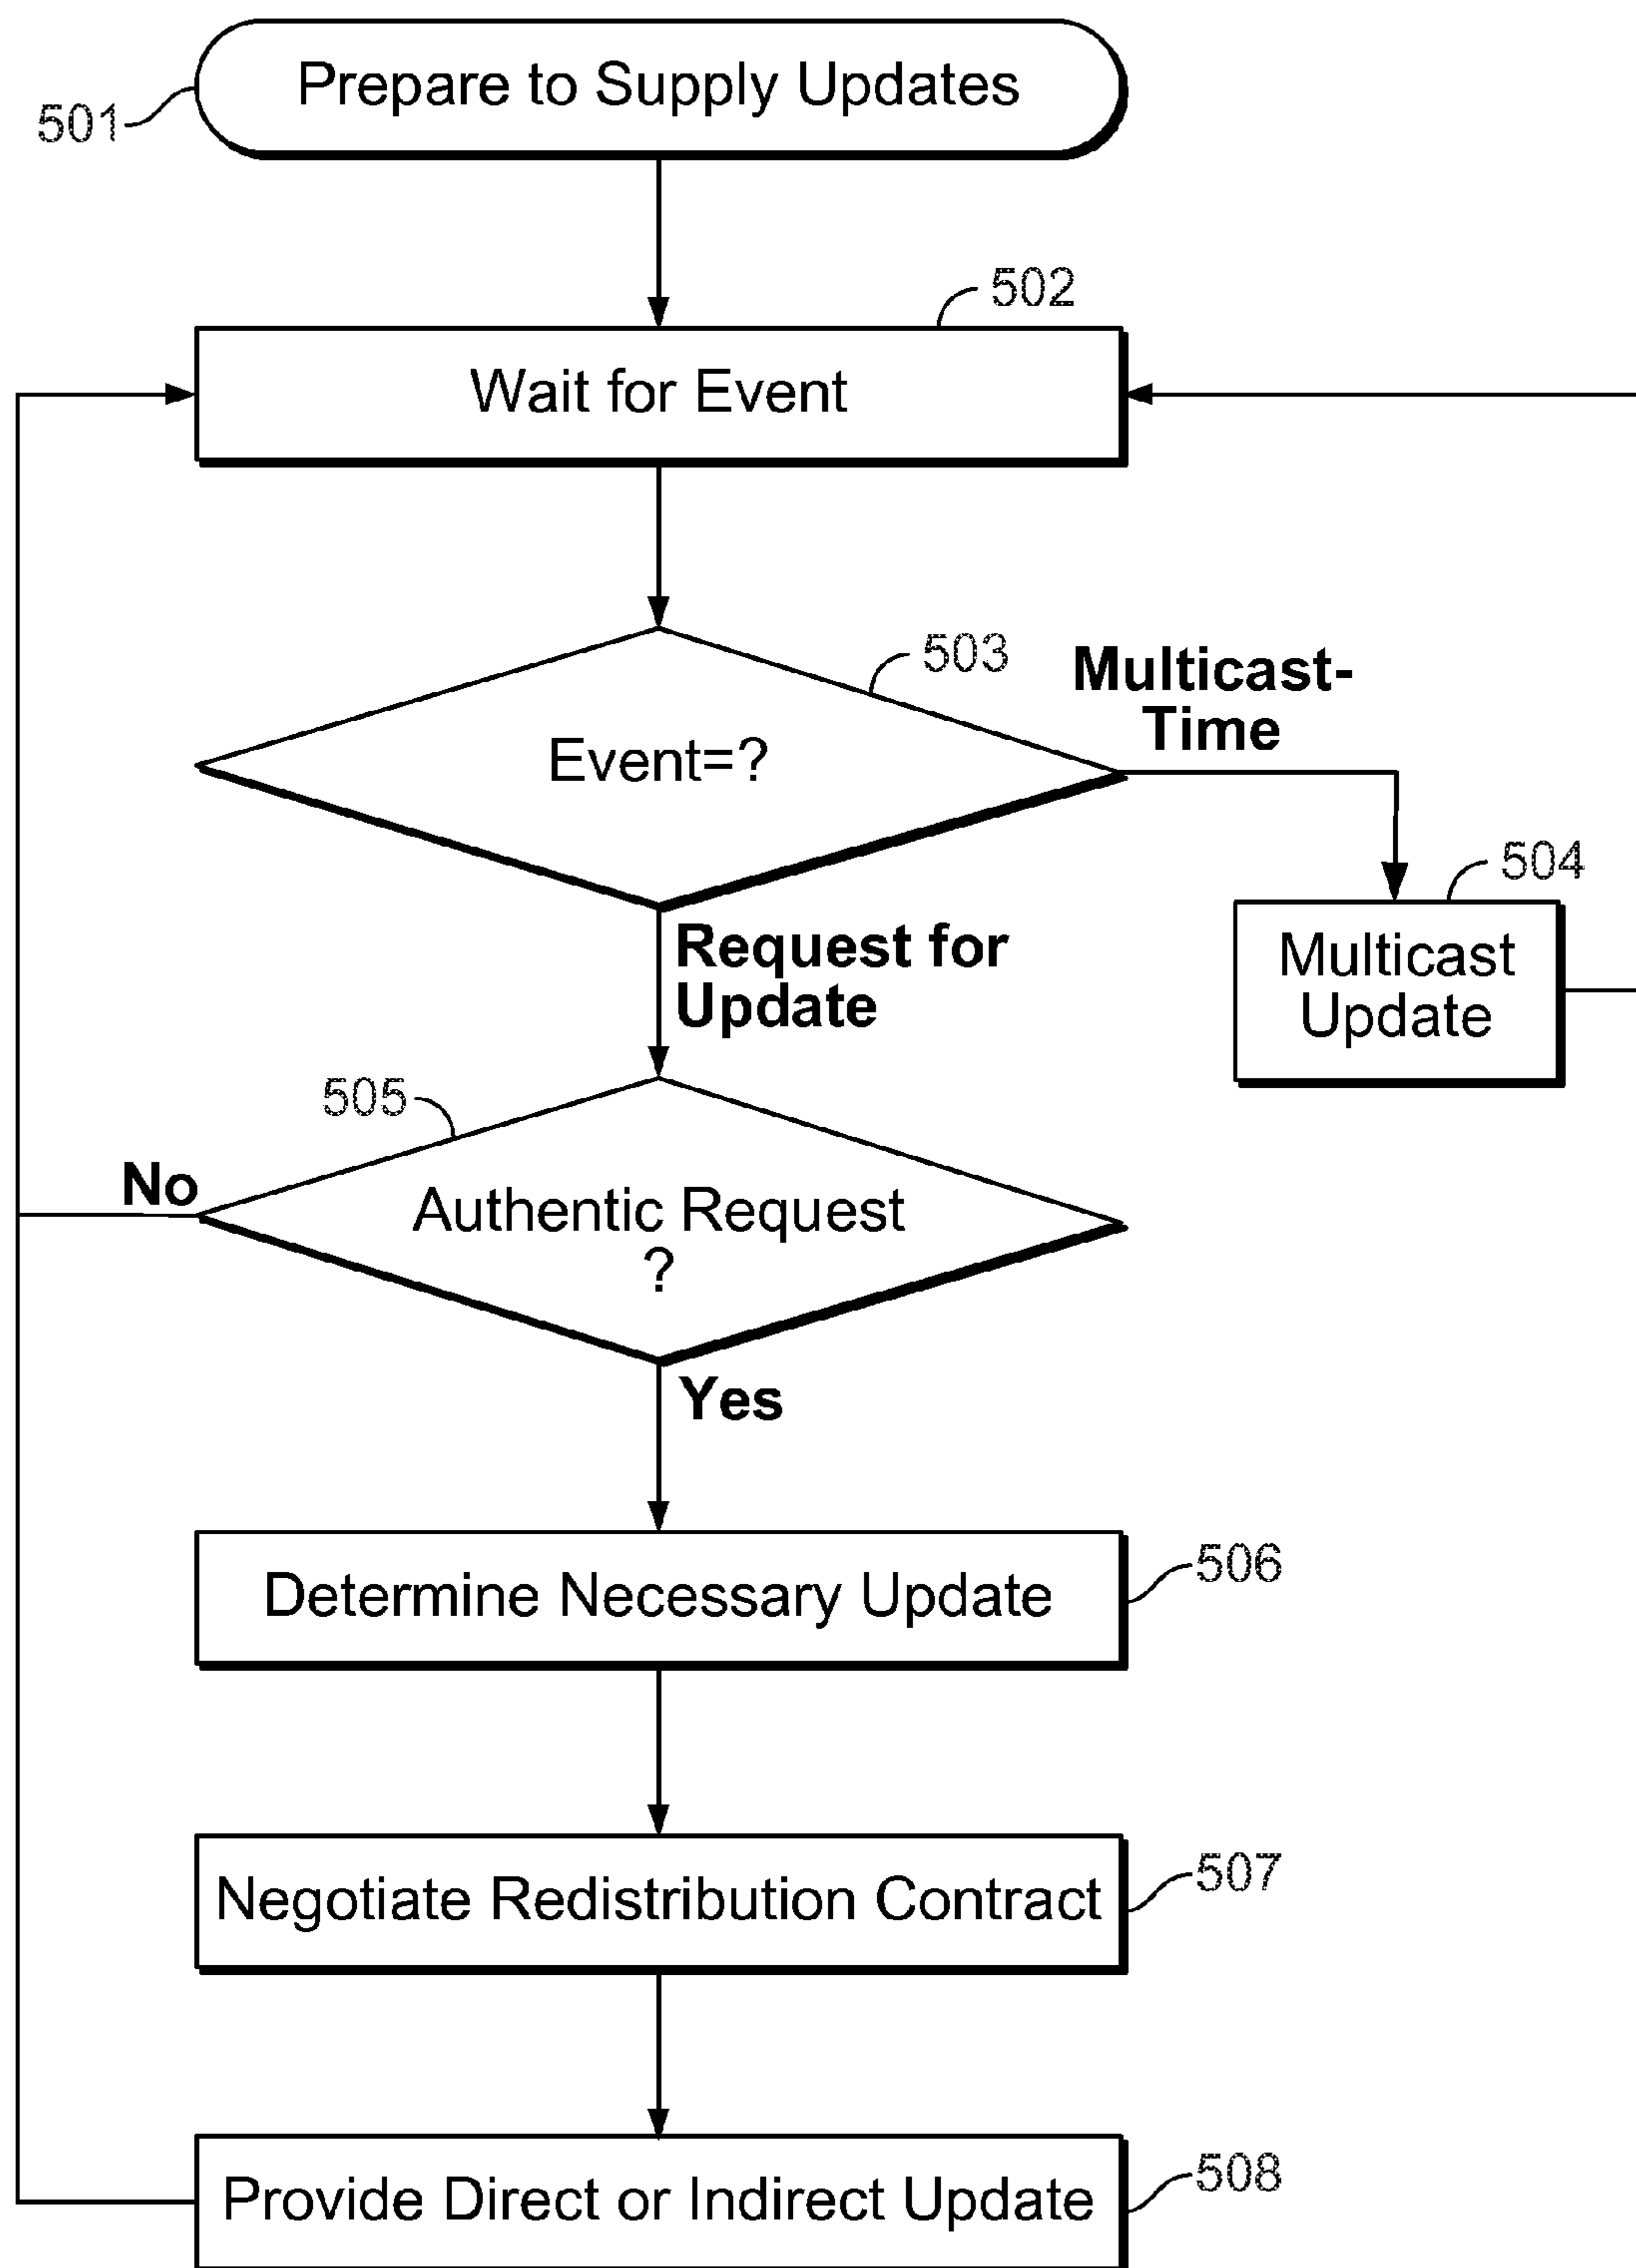 Prepare to Supply Updates
501
502
Wait for Event
503
Multicast-
Time
Event=?
504
Multicast
Update
Request for
Update
505
No
Authentic Request
?
Yes
506
Determine Necessary Update
507
Negotiate Redistribution Contract
508
Provide Direct or Indirect Update